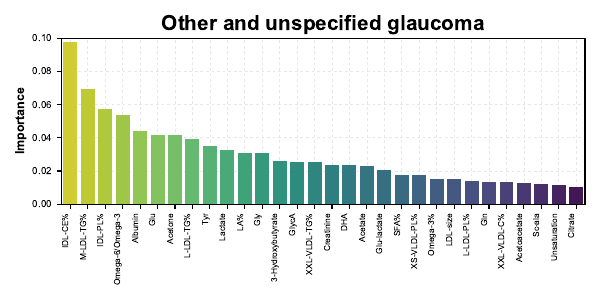 Other and unspecified glaucoma
Importance
0.10
0.08
0.06
0.04
0.02
0.00
IDL-CE%
M-LDL-TG%
IDL-PL%
Omega-6/Omega-3
Albumin
Glu
Acetone
L-LDL-TG%
Tyr
Lactate
LA%
Gly
3-Hydroxybutyrate
GlycA
XXL-VLDL-TG%
Creatinine
DHA
Acetate
Glu-lactate
SFA%
XS-VLDL-PL%
Omega-3%
LDL-size
L-LDL-PL%
Gln
XXL-VLDL-C%
Acetoacetate
Unsaturation
Citrate